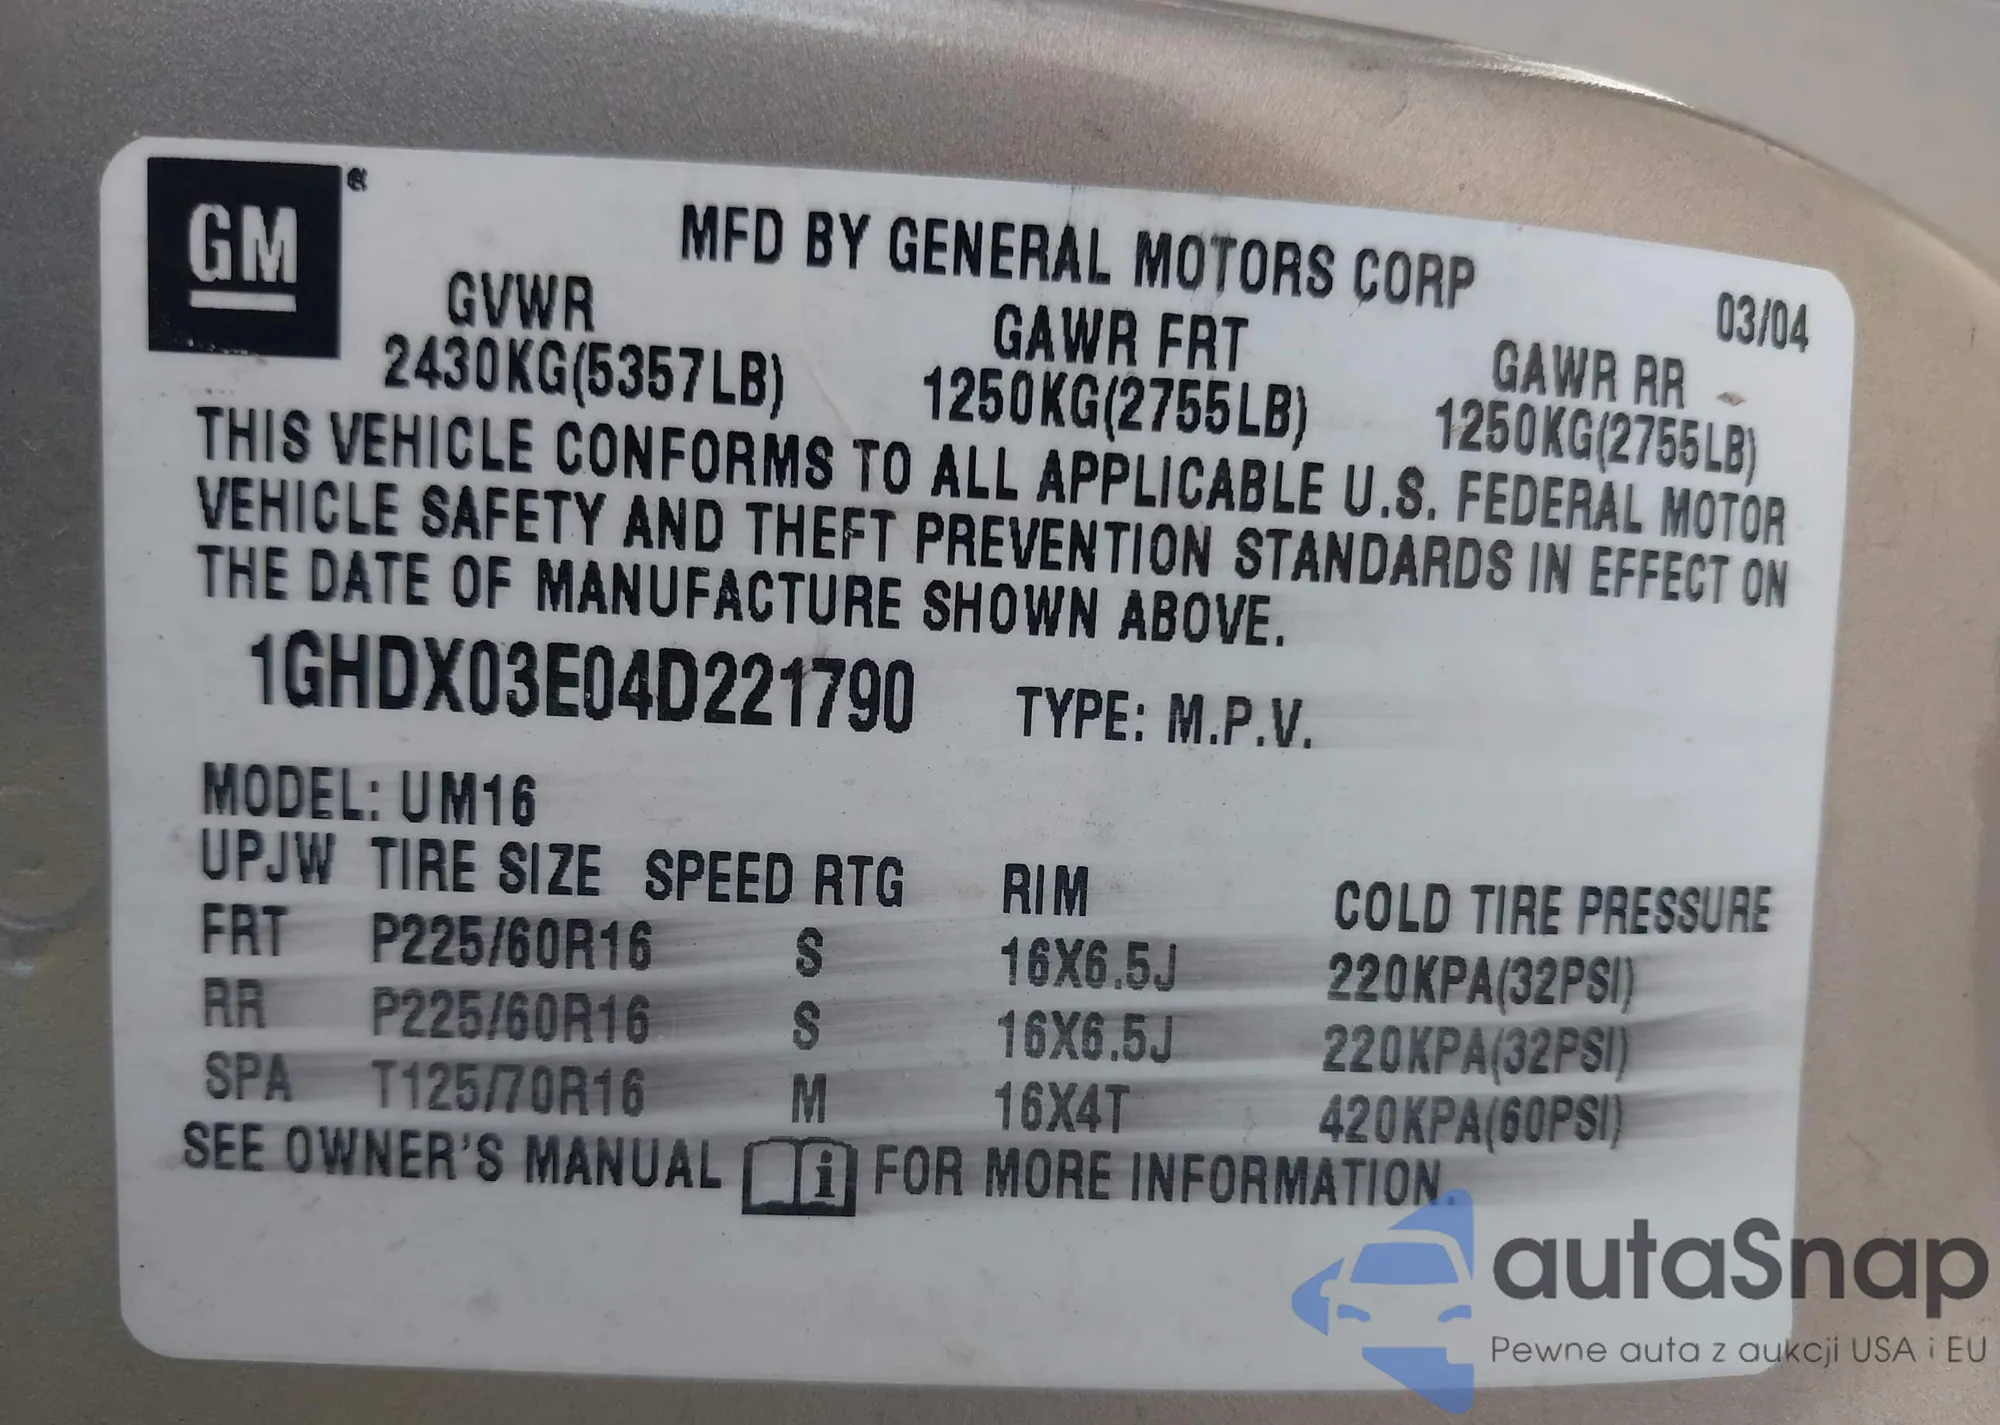 GM®
MFD BY GENERAL MOTORS CORP
03/04
GVWR
GAWR FRT
GAWR RR
2430KG(5357LB)
1250KG(2755LB)
1250KG(2755LB)
THIS VEHICLE CONFORMS TO ALL APPLICABLE U.S. FEDERAL MOTOR
VEHICLE SAFETY AND THEFT PREVENTION STANDARDS IN EFFECT ON
THE DATE OF MANUFACTURE SHOWN ABOVE.
1GHDX03E04D221790 TYPE: M.P.V.
MODEL: UM16
UPJW TIRE SIZE SPEED RTG RIM COLD TIRE PRESSURE
FRT P225/60R16 S 16X6.5J 220KPA(32PSI)
RR P225/60R16 S 16X6.5J 220KPA(32PSI)
SPA T125/70R16 M 16X4T 420KPA(60PSI)
SEE OWNER'S MANUAL i FOR MORE INFORMATION.
autaSnap
Pewne auta z aukcji USA i EU